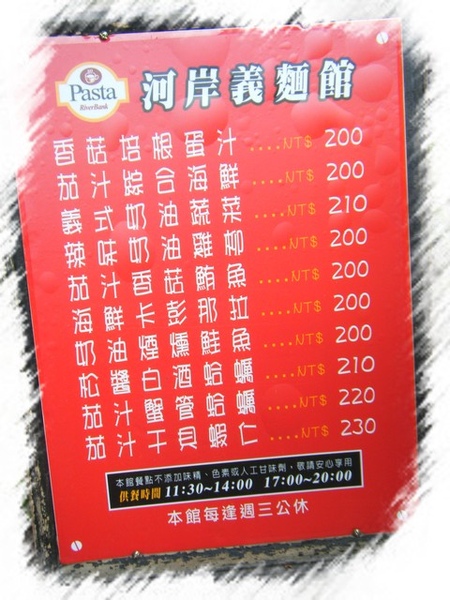 Pasta
RiverBank
河岸義麵館
香菇培根蛋汁....NT$ 200
茄汁綜合海鮮....NT$ 200
義式奶油蔬菜....NT$ 210
辣味奶油雞柳....NT$ 200
茄汁香菇鮪魚....NT$ 200
海鮮卡彭那拉....NT$ 200
奶油煙燻鮭魚....NT$ 200
松醬白酒蛤蠣....NT$ 210
茄汁蟹管蛤蠣....NT$ 220
茄汁干貝蝦仁....NT$ 230
本館餐點不添加味精、色素或人工甘味劑、敬請安心享用
供餐時間 11:30~14:00 17:00~20:00
本館每逢週三公休